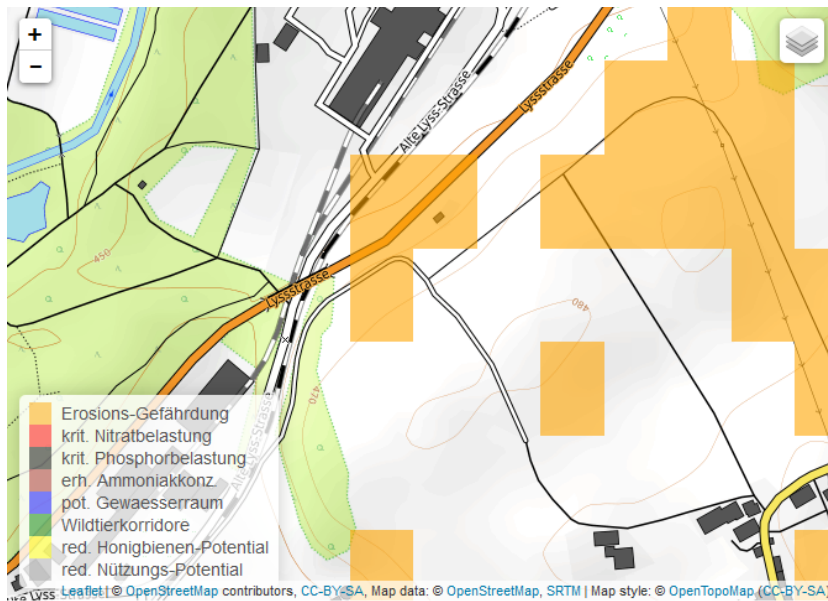 +
−
Lyssstrasse
Alte Lyss-Strasse
450
Lyssstrasse
480
470
Alte Lyss-Strasse
Erosions-Gefährdung
krit. Nitratbelastung
krit. Phosphorbelastung
erh. Ammoniakkonz.
pot. Gewaesserraum
Wildtierkorridore
red. Honigbienen-Potential
red. Nützungs-Potential
Alte Lyss
Leaflet | © OpenStreetMap contributors, CC-BY-SA, Map data: © OpenStreetMap, SRTM | Map style: © OpenTopoMap (CC-BY-SA)